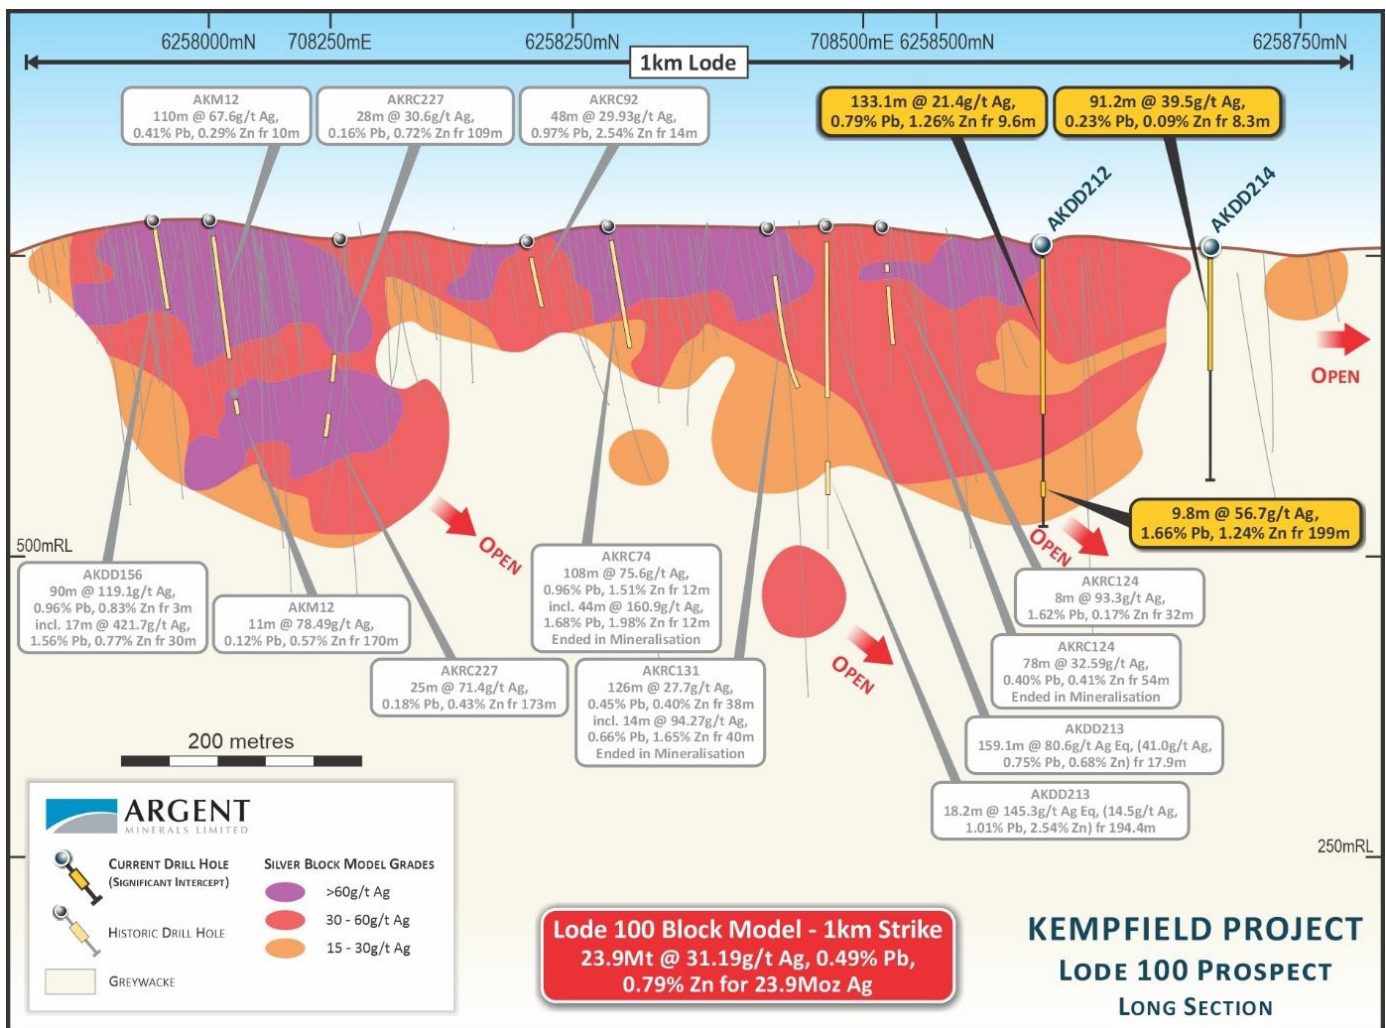 6258000mN
708250mE
6258250mN
708500mE
6258500mN
6258750mN
1km Lode
AKM12
110m @ 67.6g/t Ag,
0.41% Pb, 0.29% Zn fr 10m
AKRC227
28m @ 30.6g/t Ag,
0.16% Pb, 0.72% Zn fr 109m
AKRC92
48m @ 29.93g/t Ag,
0.97% Pb, 2.54% Zn fr 14m
133.1m @ 21.4g/t Ag,
0.79% Pb, 1.26% Zn fr 9.6m
91.2m @ 39.5g/t Ag,
0.23% Pb, 0.09% Zn fr 8.3m
AKDD212
AKDD214
OPEN
9.8m @ 56.7g/t Ag,
1.66% Pb, 1.24% Zn fr 199m
500mRL
OPEN
OPEN
OPEN
AKDD156
90m @ 119.1g/t Ag,
0.96% Pb, 0.83% Zn fr 3m
incl. 17m @ 421.7g/t Ag,
1.56% Pb, 0.77% Zn fr 30m
AKM12
11m @ 78.49g/t Ag,
0.12% Pb, 0.57% Zn fr 170m
AKRC227
25m @ 71.4g/t Ag,
0.18% Pb, 0.43% Zn fr 173m
AKRC74
108m @ 75.6g/t Ag,
0.96% Pb, 1.51% Zn fr 12m
incl. 44m @ 160.9g/t Ag,
1.68% Pb, 1.98% Zn fr 12m
Ended in Mineralisation
AKRC131
126m @ 27.7g/t Ag,
0.45% Pb, 0.40% Zn fr 38m
incl. 14m @ 94.27g/t Ag,
0.66% Pb, 1.65% Zn fr 40m
Ended in Mineralisation
AKRC124
8m @ 93.3g/t Ag,
1.62% Pb, 0.17% Zn fr 32m
AKRC124
78m @ 32.59g/t Ag,
0.40% Pb, 0.41% Zn fr 54m
Ended in Mineralisation
AKDD213
159.1m @ 80.6g/t Ag Eq, (41.0g/t Ag,
0.75% Pb, 0.68% Zn) fr 17.9m
AKDD213
18.2m @ 145.3g/t Ag Eq, (14.5g/t Ag,
1.01% Pb, 2.54% Zn) fr 194.4m
250mRL
200 metres
ARGENT
MINERALS LIMITED
CURRENT DRILL HOLE
(SIGNIFICANT INTERCEPT)
HISTORIC DRILL HOLE
GREYWACKE
SILVER BLOCK MODEL GRADES
>60g/t Ag
30 - 60g/t Ag
15 - 30g/t Ag
Lode 100 Block Model - 1km Strike
23.9Mt @ 31.19g/t Ag, 0.49% Pb,
0.79% Zn for 23.9Moz Ag
KEMPFIELD PROJECT
LODE 100 PROSPECT
LONG SECTION